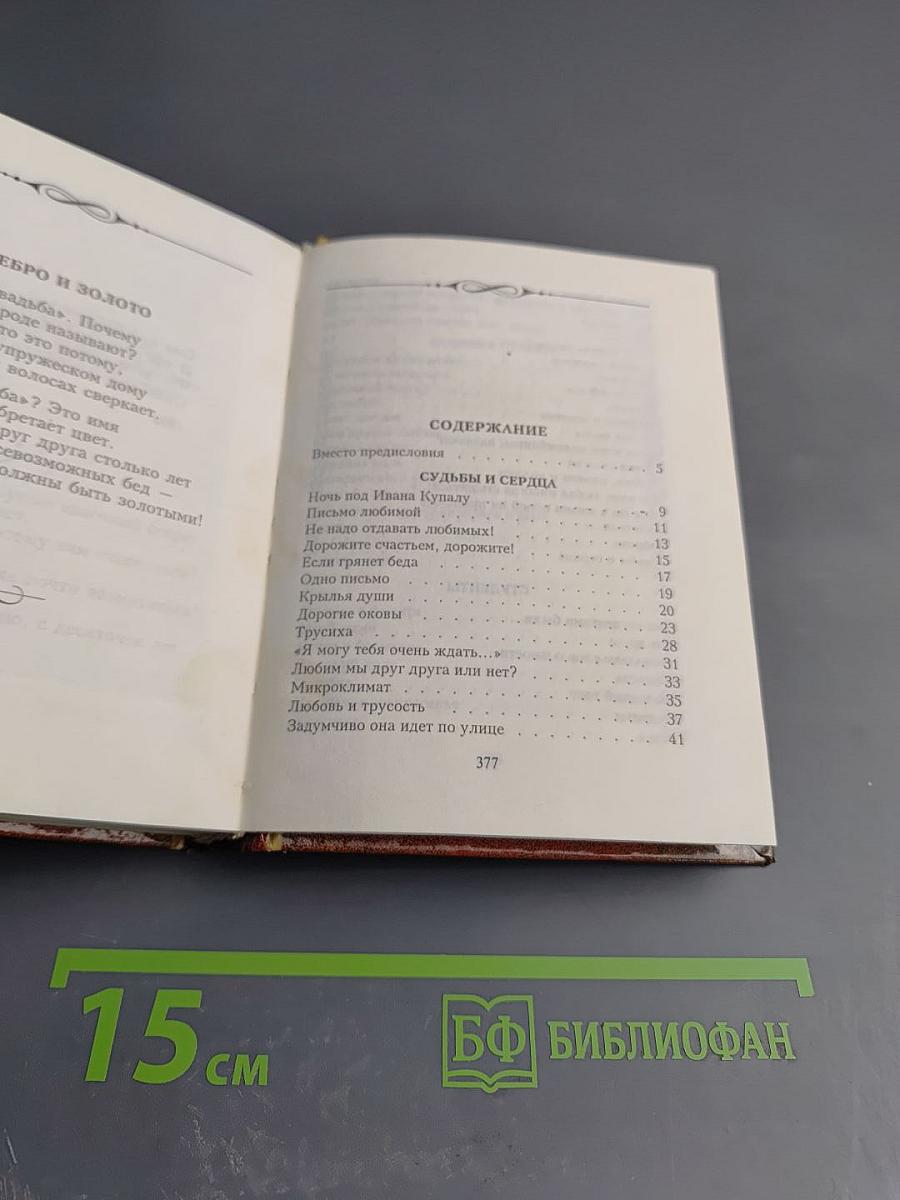 ЕБРО И ЗОЛОТО
вадьба». Почему
роде называют?
то это потому,
упружеском дому
волосах сверкает.
ба»? Это имя
бретает цвет.
руг друга столько лет
севозможных бед —
олжны быть золотыми!
СОДЕРЖАНИЕ
Вместо предисловия . . . . . . . . . . . . 5
СУДЬБЫ И СЕРДЦА
Ночь под Ивана Купалу . . . . . . . . . . 9
Письмо любимой . . . . . . . . . . 11
Не надо отдавать любимых! . . . . . . . . 13
Дорожите счастьем, дорожите! . . . . . . . 15
Если грянет беда . . . . . . . . . . 17
Одно письмо . . . . . . . . . . 19
Крылья души . . . . . . . . . . 20
Дорогие оковы . . . . . . . . . . 23
Трусиха . . . . . . . . . . 28
«Я могу тебя очень ждать...» . . . . . . . . 31
Любим мы друг друга или нет? . . . . . . . 33
Микроклимат . . . . . . . . . . 35
Любовь и трусость . . . . . . . . . . 37
Задумчиво она идет по улице . . . . . . . . 41
377
15 см
БФ БИБЛИОФАН